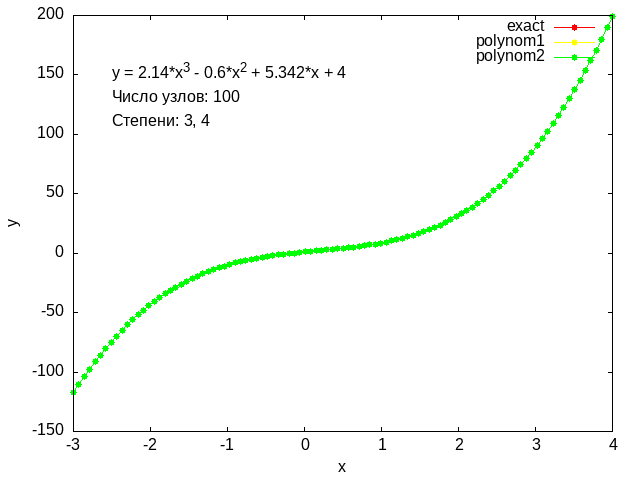 exact
polynom1
polynom2
y = 2.14*x³ - 0.6*x² + 5.342*x + 4
Число узлов: 100
Степени: 3, 4
200
150
100
50
0
-50
-100
-150
y
-3 -2 -1 0 1 2 3 4
x